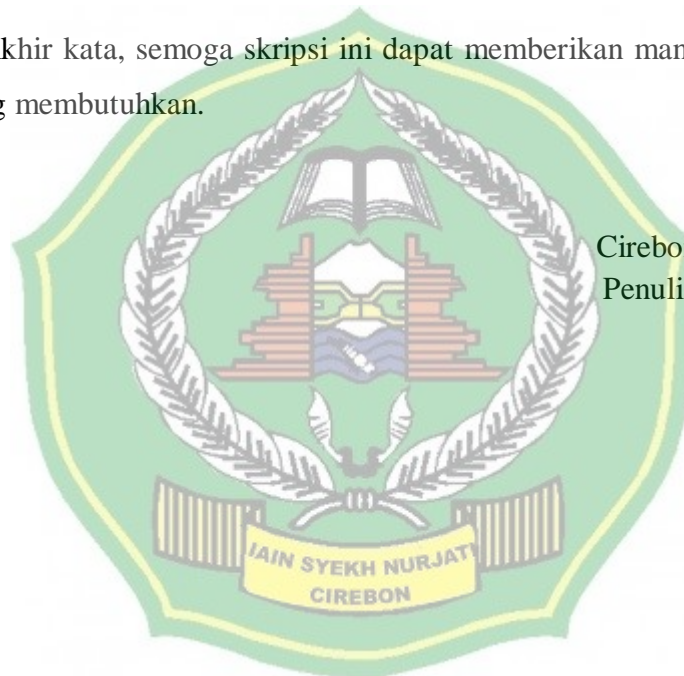 khir kata, semoga skripsi ini dapat memberikan man
g membutuhkan.
Cirebo
Penuli
IAIN SYEKH NURJATI
CIREBON